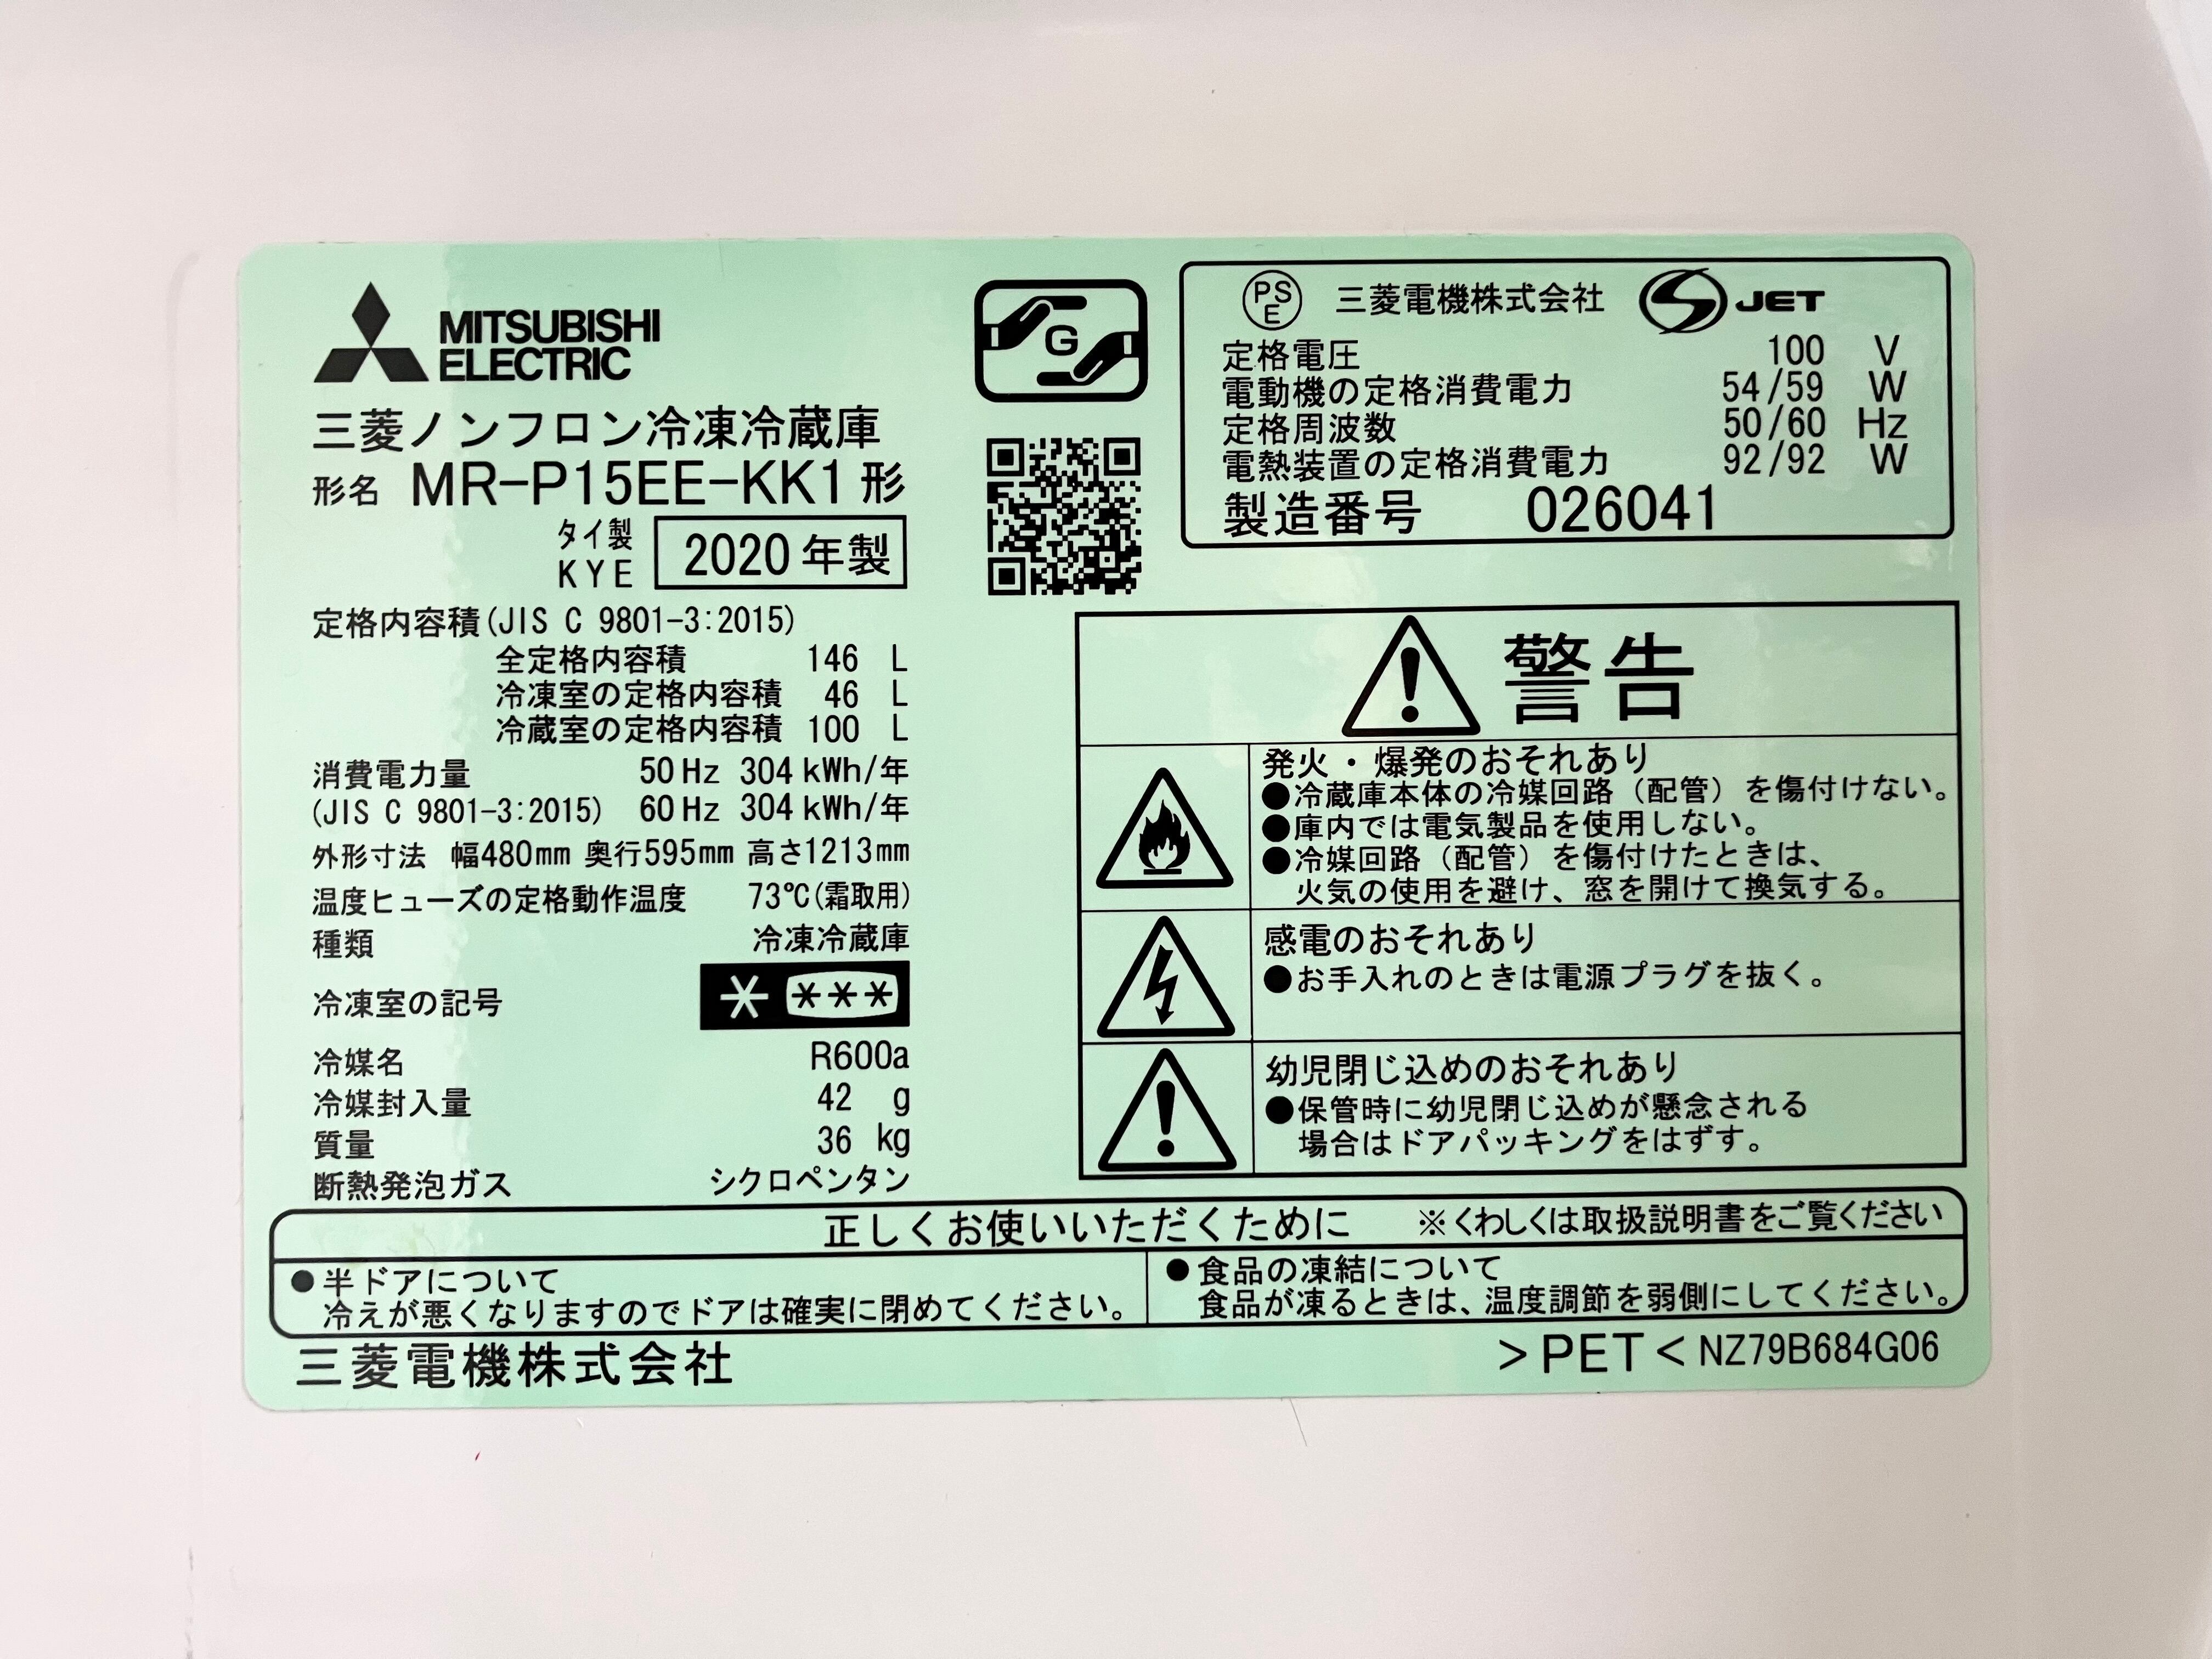 MITSUBISHI
ELECTRIC
三菱ノンフロン冷凍冷蔵庫
形名 MR-P15EE-KK1 形
タイ製
KYE
2020 年製
定格内容積(JIS C 9801-3:2015)
全定格内容積 146 L
冷凍室の定格内容積 46 L
冷蔵室の定格内容積 100 L
消費電力量 50 Hz 304 kWh/年
(JIS C 9801-3:2015) 60 Hz 304 kWh/年
外形寸法 幅480mm 奥行595mm 高さ1213mm
温度ヒューズの定格動作温度 73℃(霜取用)
種類 冷凍冷蔵庫
冷凍室の記号 * ***
冷媒名 R600a
冷媒封入量 42 g
質量 36 kg
断熱発泡ガス シクロペンタン
G
PS
E
三菱電機株式会社 JET
定格電圧 100 V
電動機の定格消費電力 54/59 W
定格周波数 50/60 Hz
電熱装置の定格消費電力 92/92 W
製造番号 026041
警告
発火・爆発のおそれあり
●冷蔵庫本体の冷媒回路（配管）を傷付けない。
●庫内では電気製品を使用しない。
●冷媒回路（配管）を傷付けたときは、
火気の使用を避け、窓を開けて換気する。
感電のおそれあり
●お手入れのときは電源プラグを抜く。
幼児閉じ込めのおそれあり
●保管時に幼児閉じ込めが懸念される
場合はドアパッキングをはずす。
正しくお使いいただくために ※くわしくは取扱説明書をご覧ください
●半ドアについて
冷えが悪くなりますのでドアは確実に閉めてください。
●食品の凍結について
食品が凍るときは、温度調節を弱側にしてください。
三菱電機株式会社
>PET< NZ79B684G06